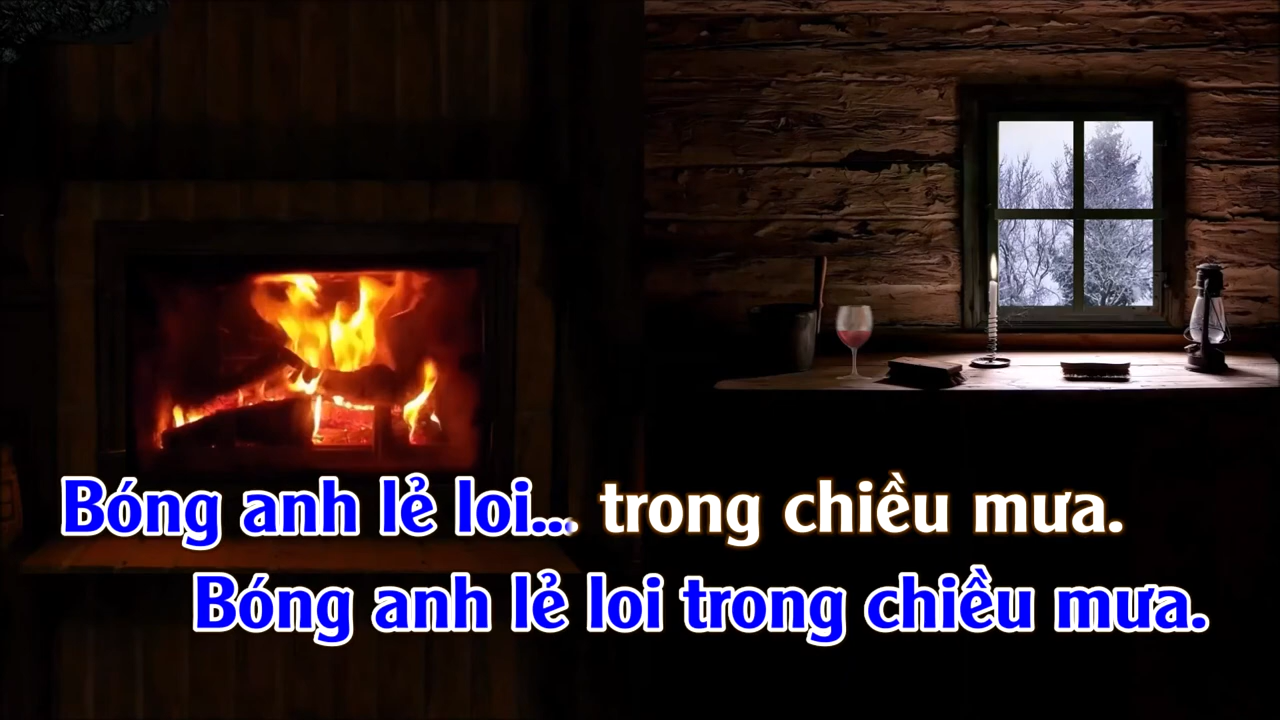 Bóng anh lẻ loi... trong chiều mưa.
Bóng anh lẻ loi trong chiều mưa.